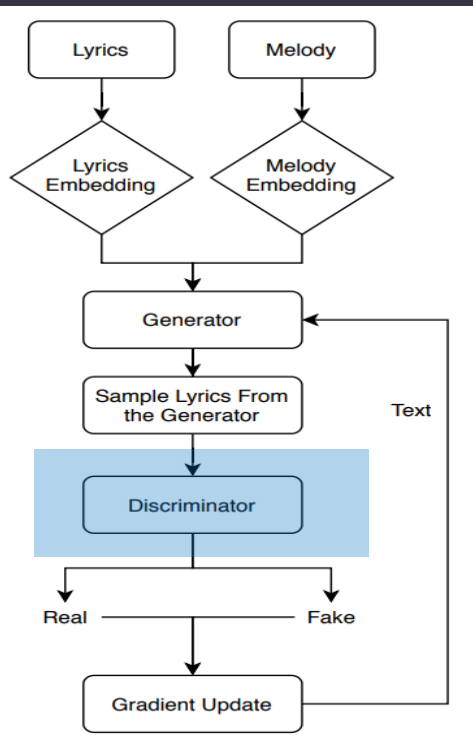 Lyrics
Melody
Lyrics
Embedding
Melody
Embedding
Generator
Sample Lyrics From
the Generator
Text
Discriminator
Real
Fake
Gradient Update